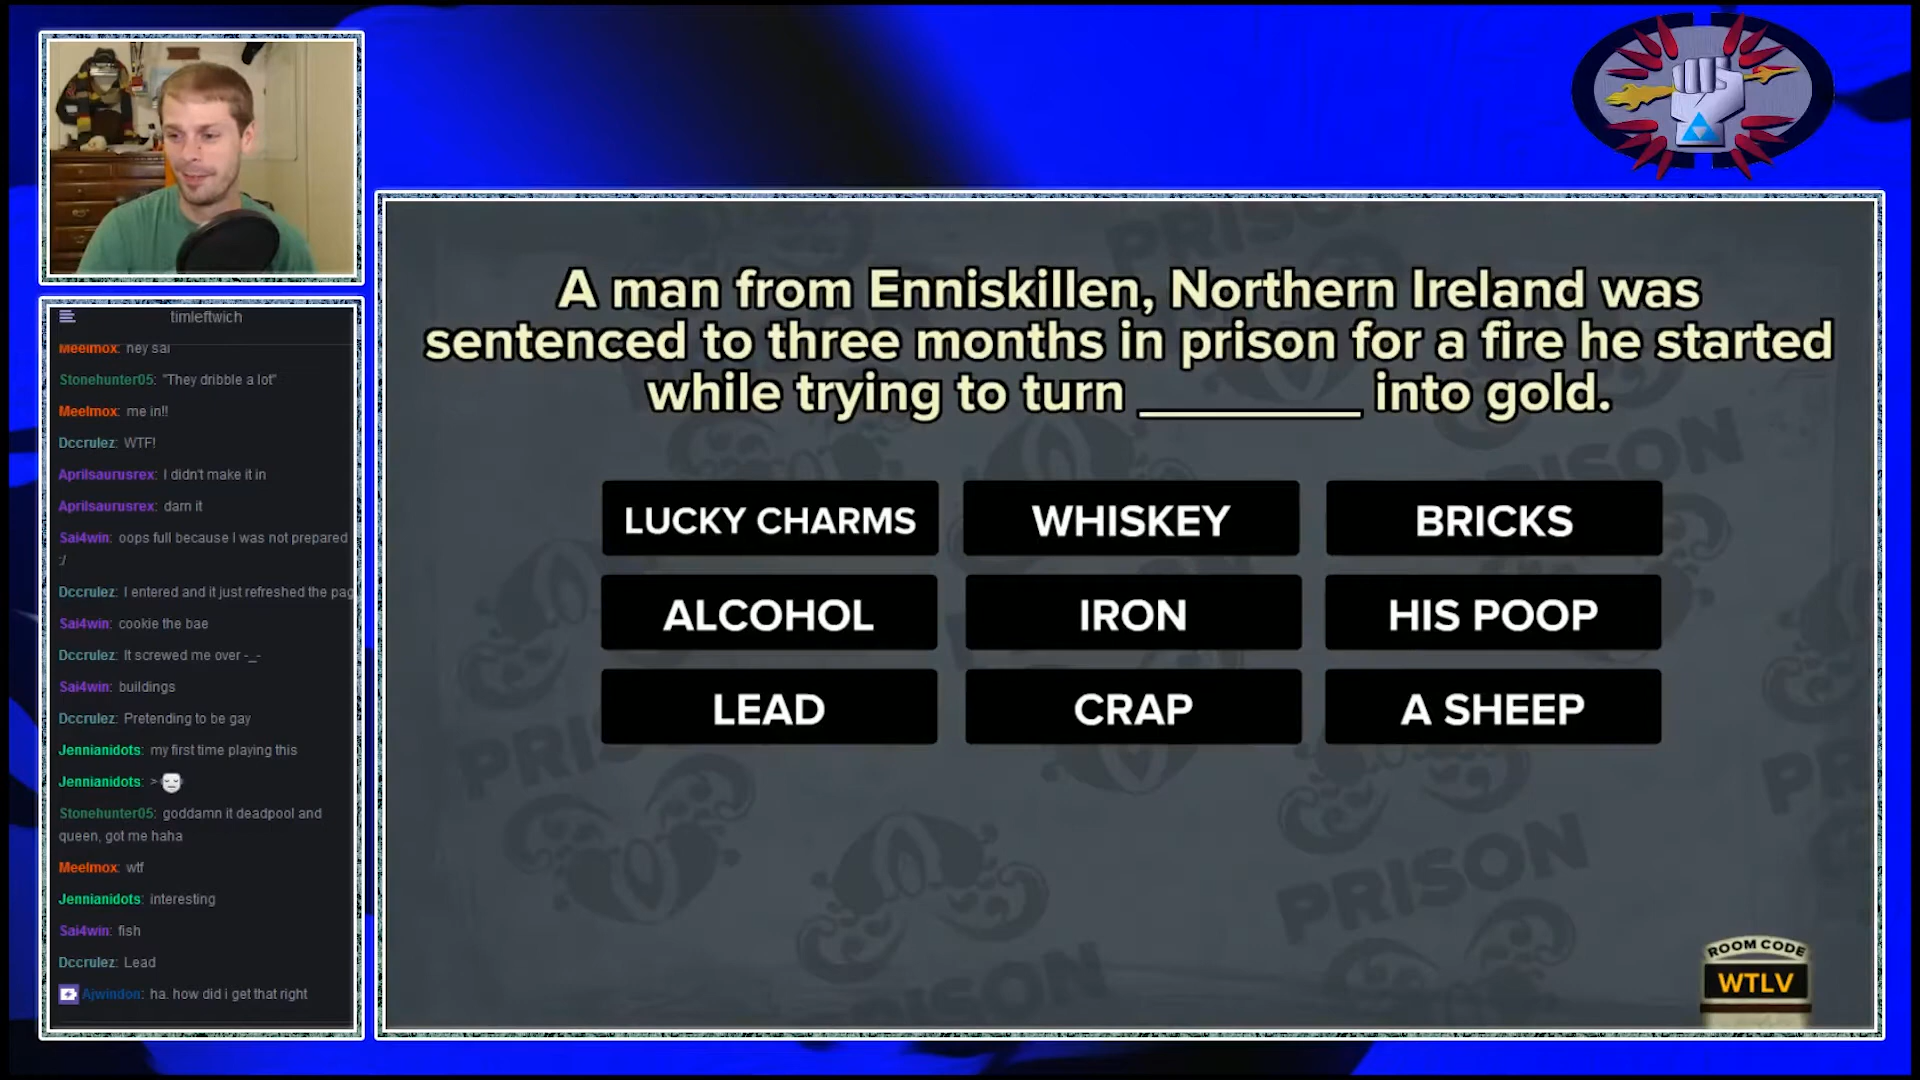 timleftwich
Meelmox: hey sai
Stonehunter05: "They dribble a lot"
Meelmox: me in!!
Dccrulez: WTF!
Aprilsaurusrex: I didn't make it in
Aprilsaurusrex: darn it
Sai4win: oops full because I was not prepared
:/
Dccrulez: I entered and it just refreshed the pag
Sai4win: cookie the bae
Dccrulez: It screwed me over -_-
Sai4win: buildings
Dccrulez: Pretending to be gay
Jennianidots: my first time playing this
Jennianidots: >
Stonehunter05: goddamn it deadpool and
queen, got me haha
Meelmox: wtf
Jennianidots: interesting
Sai4win: fish
Dccrulez: Lead
Ajwindon: ha. how did i get that right
A man from Enniskillen, Northern Ireland was
sentenced to three months in prison for a fire he started
while trying to turn ________ into gold.
LUCKY CHARMS
WHISKEY
BRICKS
ALCOHOL
IRON
HIS POOP
LEAD
CRAP
A SHEEP
PRISON
PRISON
PRISON
PRISON
ROOM CODE
WTLV